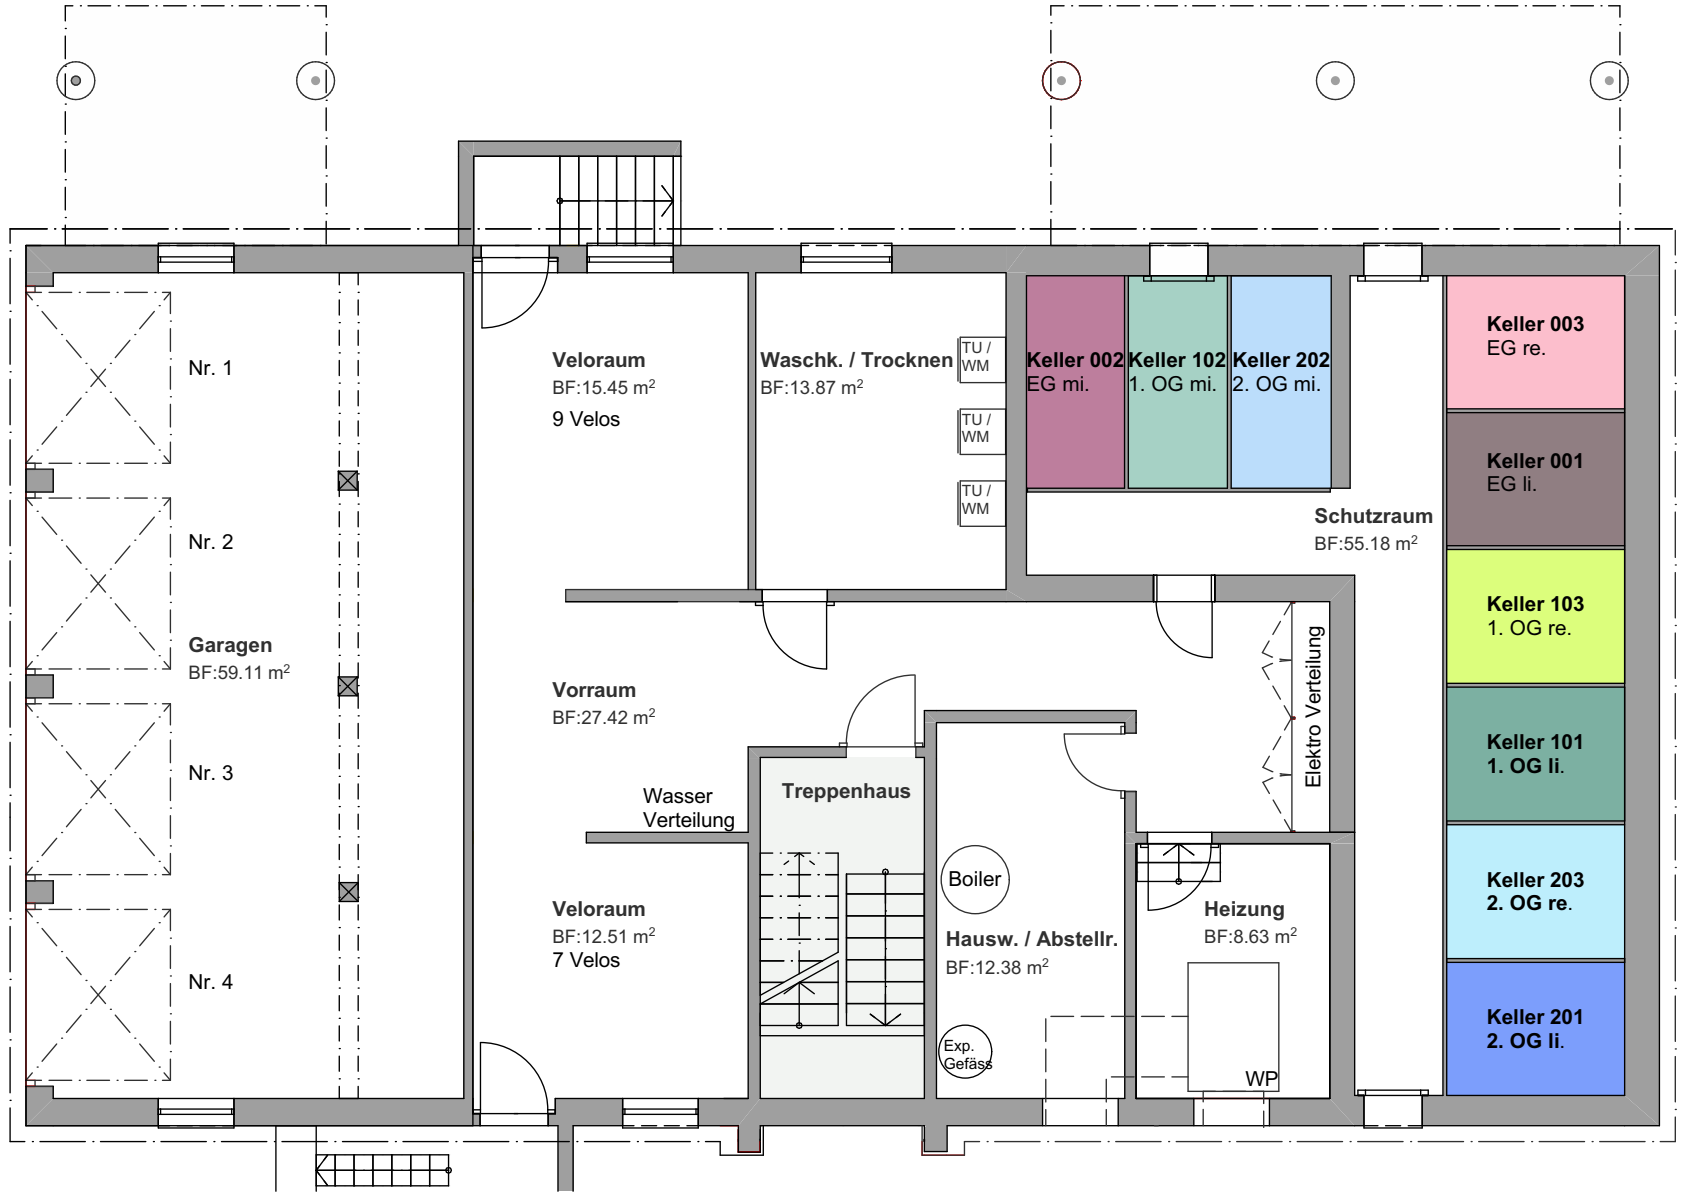 Nr. 1
Nr. 2
Garagen
BF:59.11 m²
Nr. 3
Nr. 4
Veloraum
BF:15.45 m²
9 Velos
Waschk. / Trocknen
BF:13.87 m²
TU /
WM
TU /
WM
TU /
WM
Keller 002
EG mi.
Keller 102
1. OG mi.
Keller 202
2. OG mi.
Schutzraum
BF:55.18 m²
Keller 003
EG re.
Keller 001
EG li.
Keller 103
1. OG re.
Keller 101
1. OG li.
Keller 203
2. OG re.
Keller 201
2. OG li.
Vorraum
BF:27.42 m²
Elektro Verteilung
Wasser
Verteilung
Treppenhaus
Veloraum
BF:12.51 m²
7 Velos
Boiler
Hausw. / Abstellr.
BF:12.38 m²
Exp.
Gefäss
Heizung
BF:8.63 m²
WP